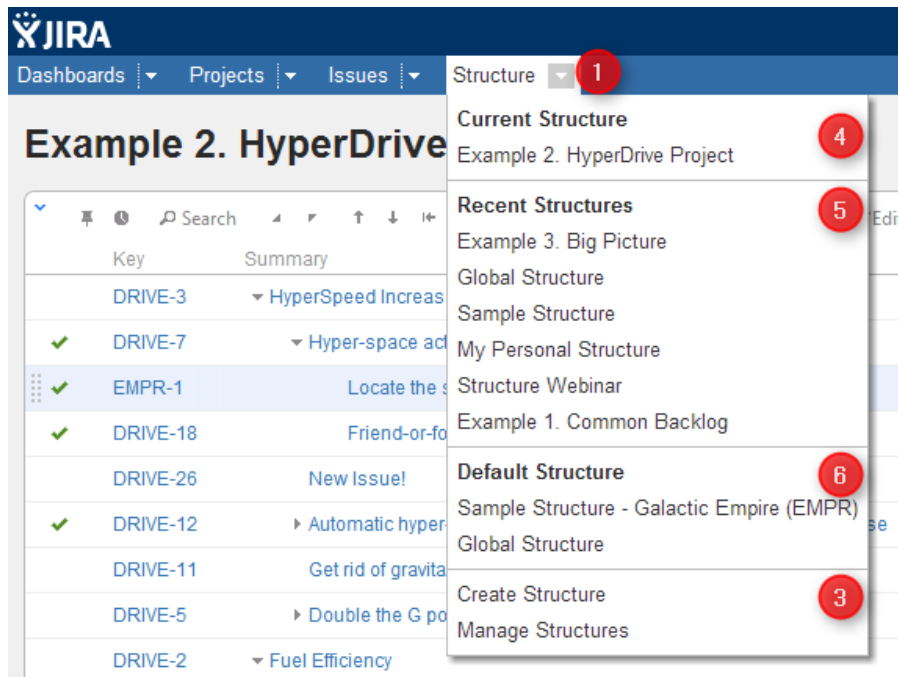 JIRA
Dashboards Projects Issues Structure 1
Current Structure 4
Example 2. HyperDrive Project
Example 2. HyperDrive
Recent Structures 5
Search
Example 3. Big Picture
Key Summary
Global Structure
DRIVE-3 HyperSpeed Increas
Sample Structure
DRIVE-7 Hyper-space act
My Personal Structure
EMPR-1 Locate the s
Structure Webinar
Example 1. Common Backlog
DRIVE-18 Friend-or-fo
Default Structure 6
DRIVE-26 New Issue!
Sample Structure - Galactic Empire (EMPR)
DRIVE-12 Automatic hyper- se
Global Structure
DRIVE-11 Get rid of gravita
Create Structure 3
DRIVE-5 Double the G po
Manage Structures
DRIVE-2 Fuel Efficiency